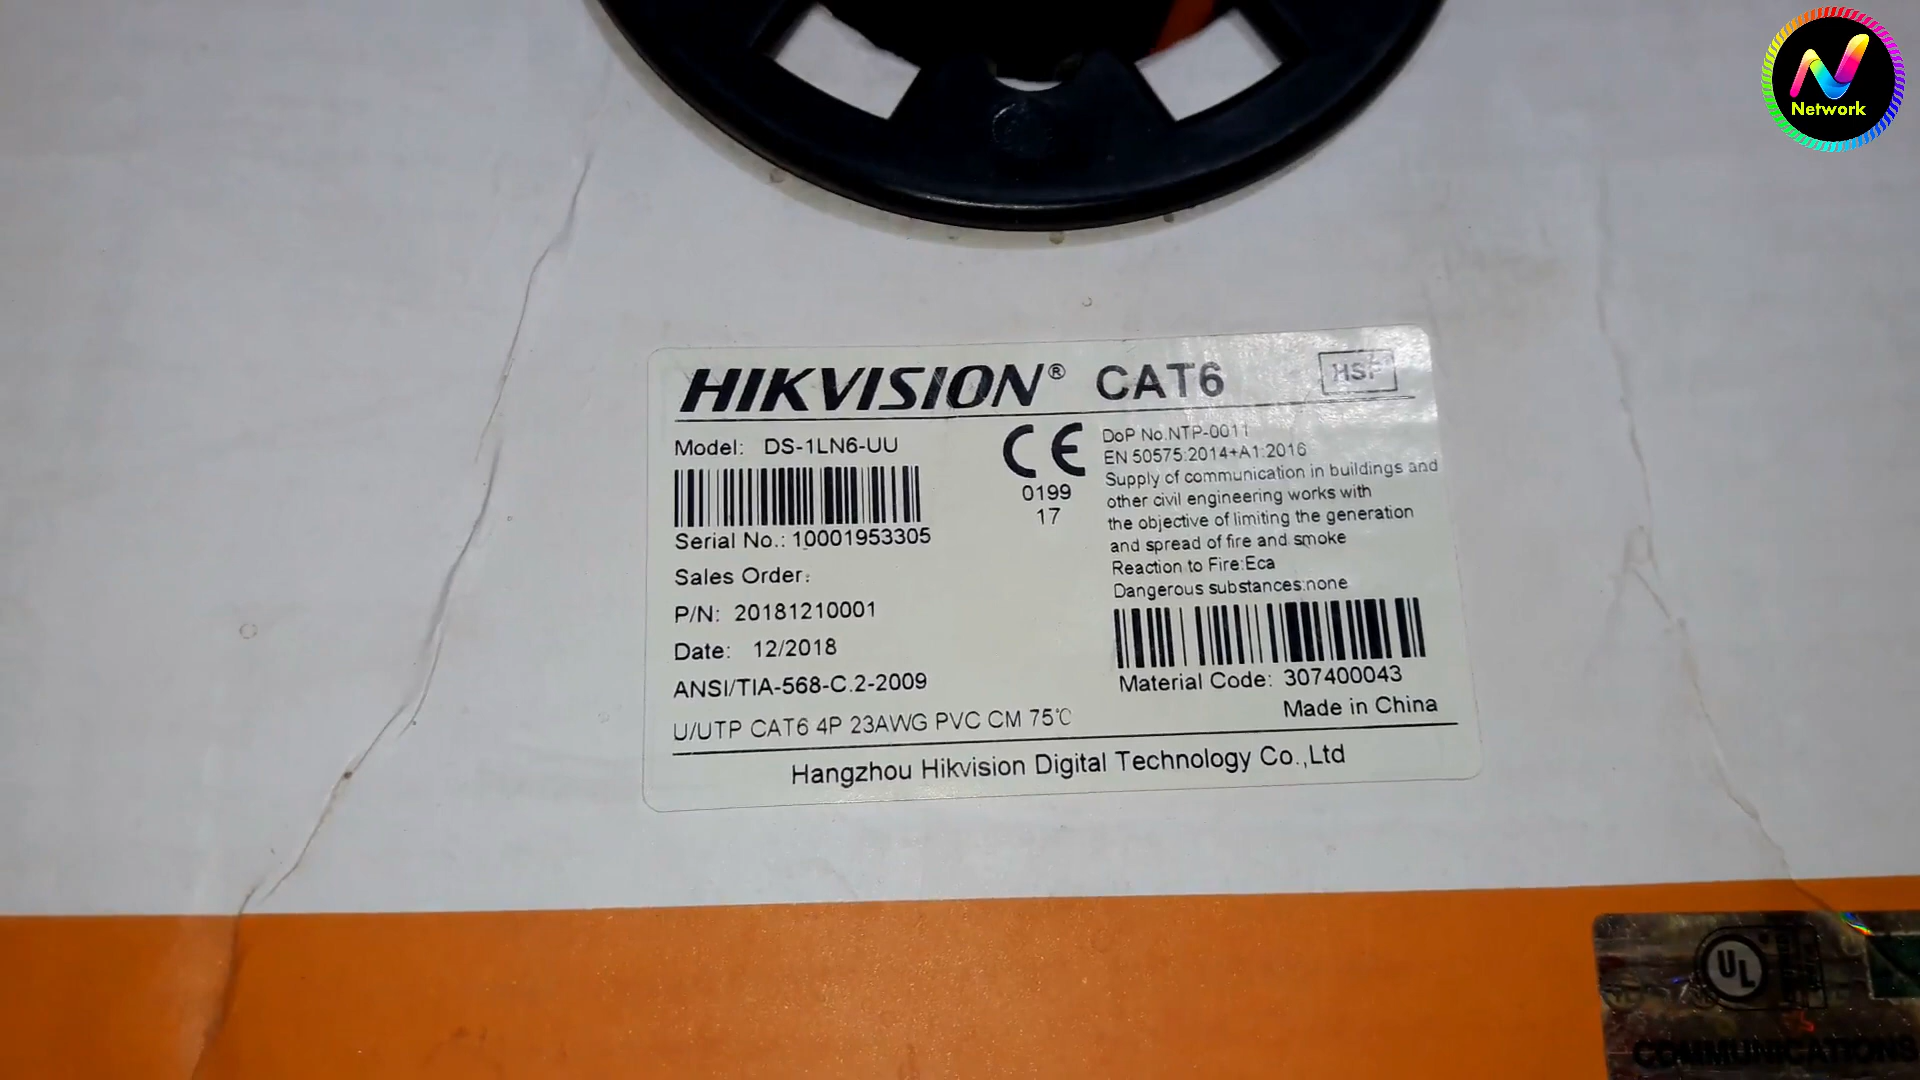 Network
HIKVISION® CAT6
HSF
Model: DS-1LN6-UU
Serial No.: 10001953305
Sales Order:
P/N: 20181210001
Date: 12/2018
ANSI/TIA-568-C.2-2009
U/UTP CAT6 4P 23AWG PVC CM 75℃
CE
0199
17
DoP No.NTP-0011
EN 50575:2014+A1:2016
Supply of communication in buildings and
other civil engineering works with
the objective of limiting the generation
and spread of fire and smoke
Reaction to Fire:Eca
Dangerous substances:none
Material Code: 307400043
Made in China
Hangzhou Hikvision Digital Technology Co.,Ltd
UL
COMMUNICATIONS